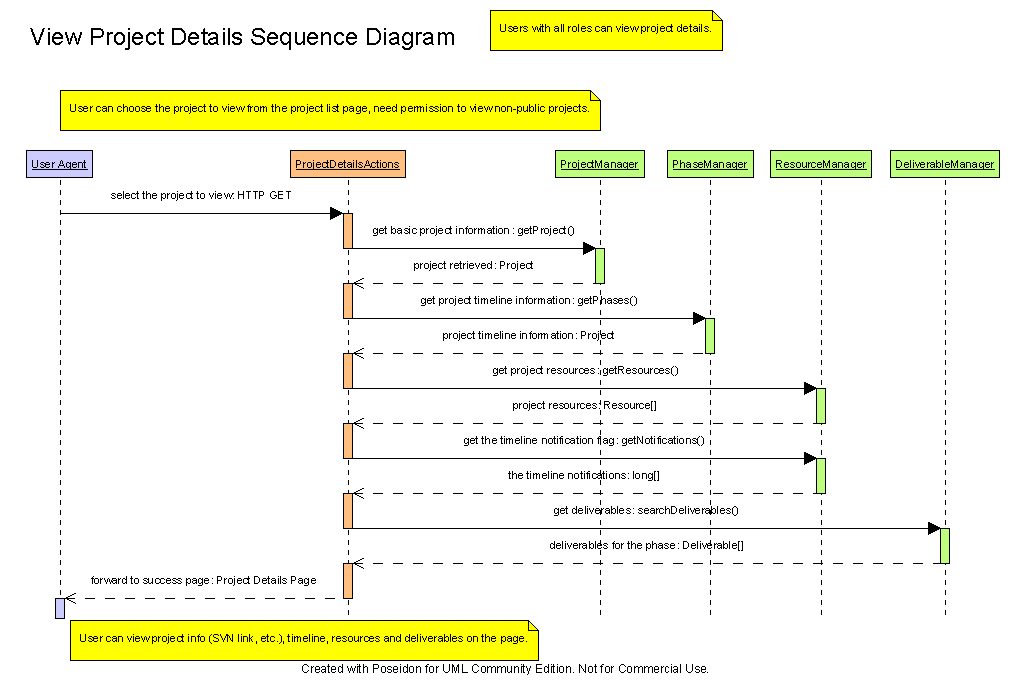 View Project Details Sequence Diagram
Users with all roles can view project details.
User can choose the project to view from the project list page, need permission to view non-public projects.
User Agent
ProjectDetailsActions
ProjectManager
PhaseManager
ResourceManager
DeliverableManager
select the project to view: HTTP GET
get basic project information : getProject()
project retrieved: Project
get project timeline information: getPhases()
project timeline information: Project
get project resources: getResources()
project resources: Resource[]
get the timeline notification flag: getNotifications()
the timeline notifications: long[]
get deliverables: searchDeliverables()
deliverables for the phase: Deliverable[]
forward to success page: Project Details Page
User can view project info (SVN link, etc.), timeline, resources and deliverables on the page.
Created with Poseidon for UML Community Edition. Not for Commercial Use.